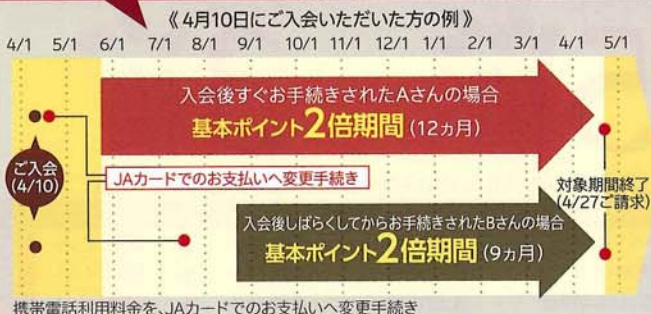 《4月10日にご入会いただいた方の例》
4/1 5/1 6/1 7/1 8/1 9/1 10/1 11/1 12/1 1/1 2/1 3/1 4/1 5/1
入会後すぐお手続きされたAさんの場合
基本ポイント2倍期間(12ヵ月)
ご入会
(4/10)
JAカードでのお支払いへ変更手続き
対象期間終了
(4/27ご請求)
入会後しばらくしてからお手続きされたBさんの場合
基本ポイント2倍期間(9ヵ月)
携帯電話利用料金を、JAカードでのお支払いへ変更手続き